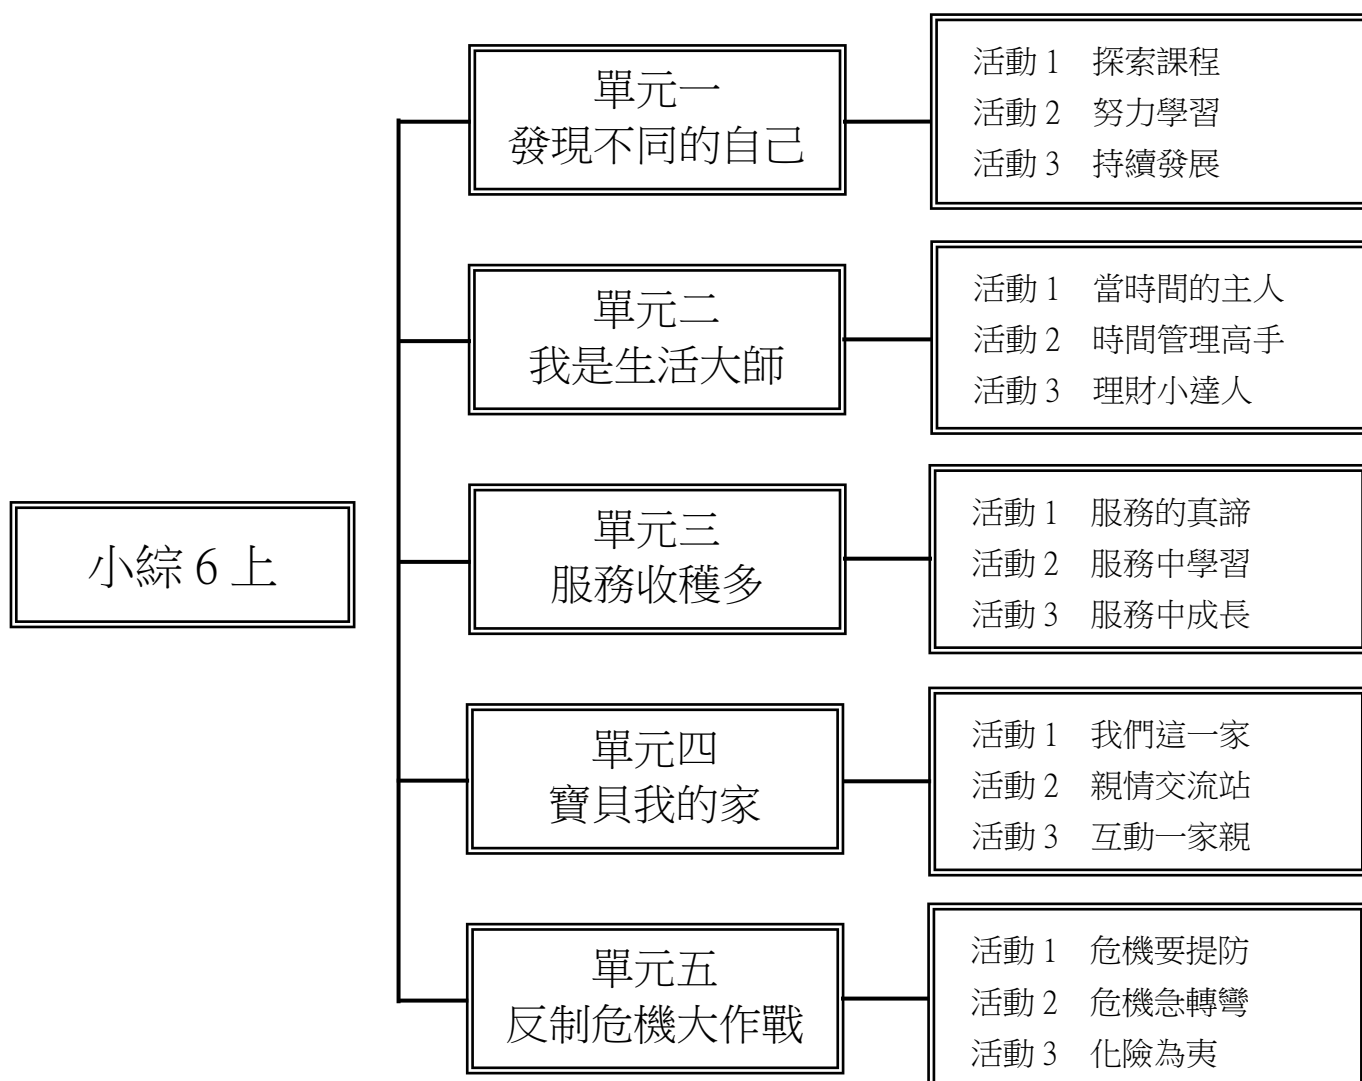 小綜 6 上
單元一
發現不同的自己
活動 1　探索課程
活動 2　努力學習
活動 3　持續發展
單元二
我是生活大師
活動 1　當時間的主人
活動 2　時間管理高手
活動 3　理財小達人
單元三
服務收穫多
活動 1　服務的真諦
活動 2　服務中學習
活動 3　服務中成長
單元四
寶貝我的家
活動 1　我們這一家
活動 2　親情交流站
活動 3　互動一家親
單元五
反制危機大作戰
活動 1　危機要提防
活動 2　危機急轉彎
活動 3　化險為夷